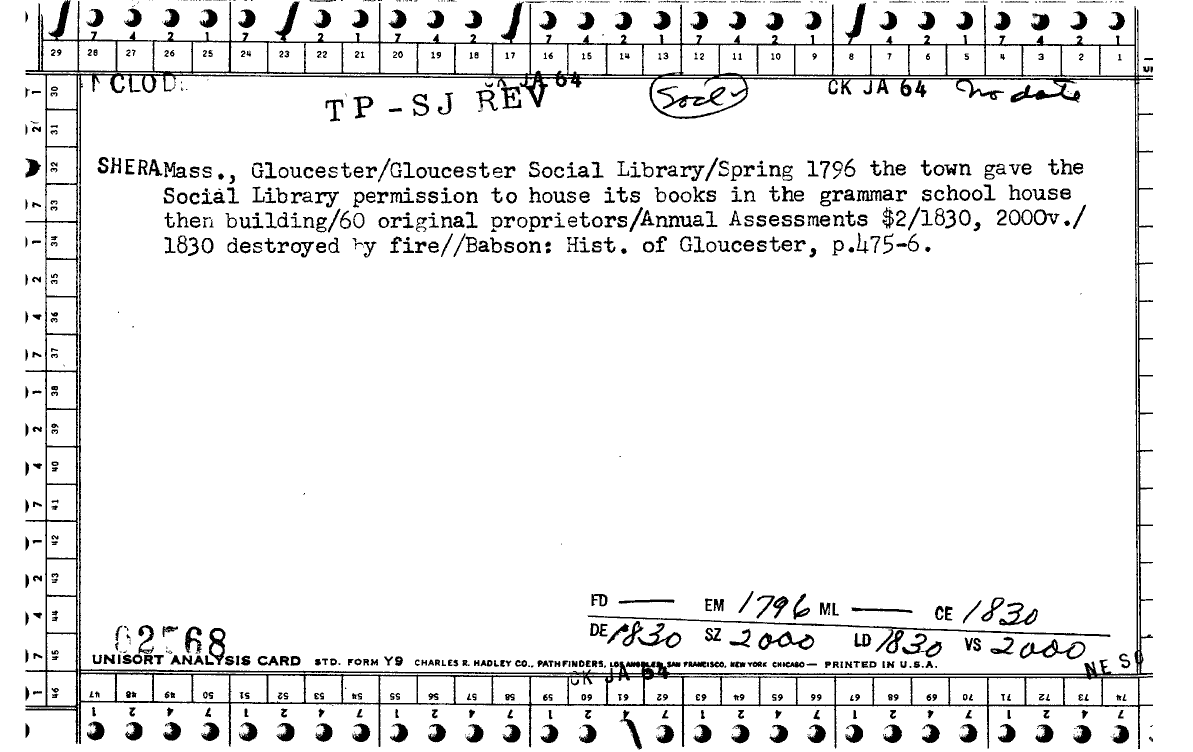 7 4 2 1 7 2 1 7 4 2 1 7 4 2 1 7 4 2 1 7 4 2 1 7 4 2 1
29 28 27 26 25 24 23 22 21 20 19 18 17 16 15 14 13 12 11 10 9 8 7 6 5 4 3 2 1
CLOD
JA 64
TP-SJ REV
Socl
CK JA 64 No date
SHERA Mass., Gloucester/Gloucester Social Library/Spring 1796 the town gave the
Social Library permission to house its books in the grammar school house
then building/60 original proprietors/Annual Assessments $2/1830, 2000v./
1830 destroyed by fire//Babson: Hist. of Gloucester, p.475-6.
30
31
32
33
34
35
36
37
38
39
40
41
42
43
44
45
46
FD — EM 1796 ML — CE 1830
DE 1830 SZ 2000 LD 1830 VS 2000
02568
UNISORT ANALYSIS CARD STD. FORM Y9 CHARLES R. HADLEY CO., PATHFINDERS, LOS ANGELES, SAN FRANCISCO, NEW YORK CHICAGO — PRINTED IN U.S.A.
NE SO
CK JA 64
47 48 49 50 51 52 53 54 55 56 57 58 59 60 61 62 63 64 65 66 67 68 69 70 71 72 73 74
1 2 4 7 1 2 4 7 1 2 4 7 1 2 4 7 1 2 4 7 1 2 4 7 1 2 4 7